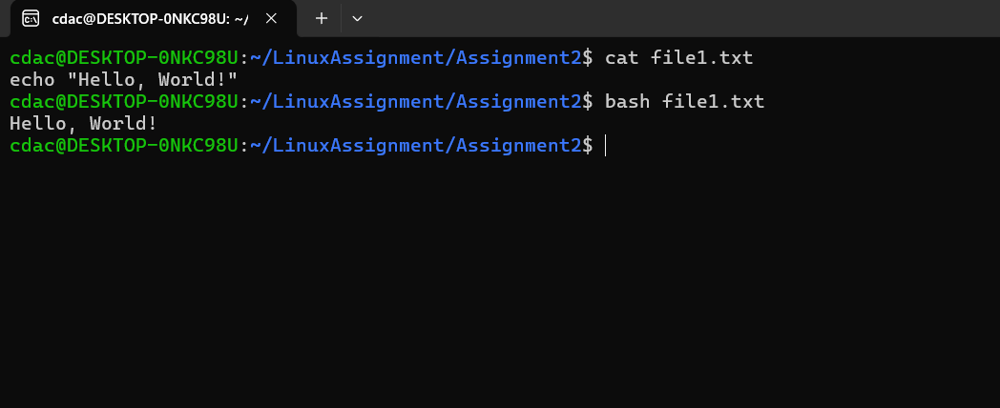 cdac@DESKTOP-0NKC98U: ~/
cdac@DESKTOP-0NKC98U:~/LinuxAssignment/Assignment2$ cat file1.txt
echo "Hello, World!"
cdac@DESKTOP-0NKC98U:~/LinuxAssignment/Assignment2$ bash file1.txt
Hello, World!
cdac@DESKTOP-0NKC98U:~/LinuxAssignment/Assignment2$